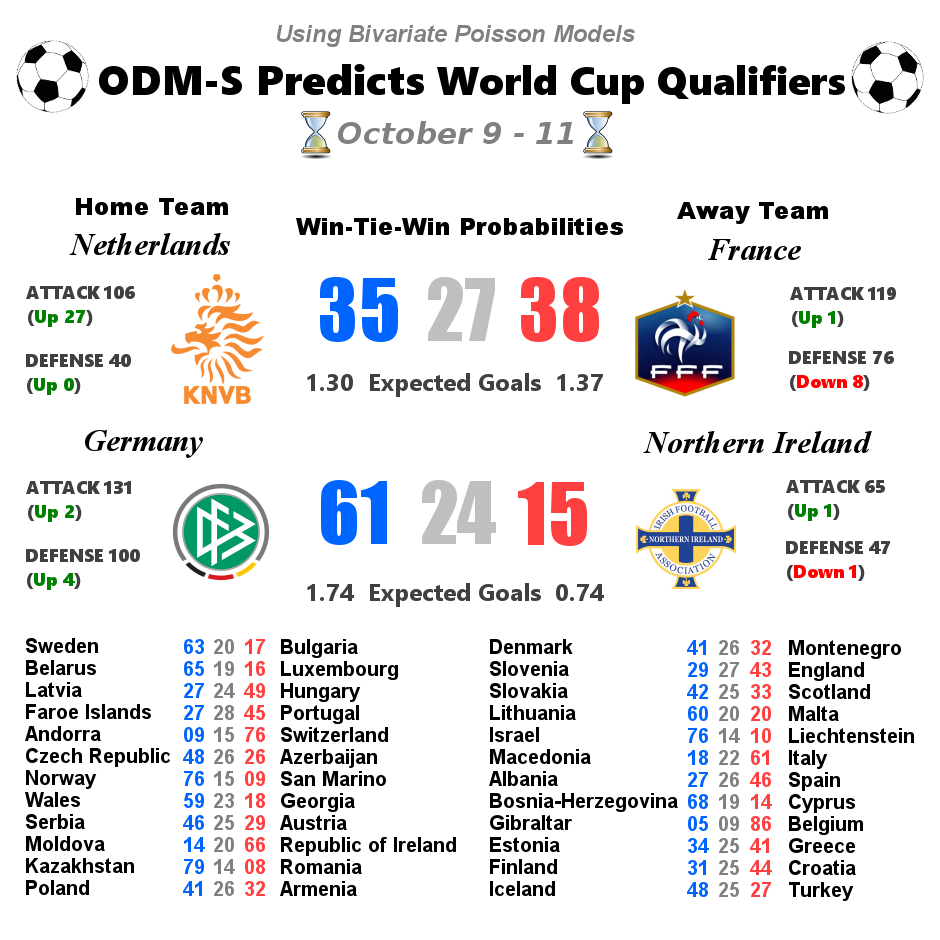 Using Bivariate Poisson Models
ODM-S Predicts World Cup Qualifiers
October 9 - 11
Home Team
Netherlands
Win-Tie-Win Probabilities
Away Team
France
ATTACK 106
(Up 27)
DEFENSE 40
(Up 0)
KNVB
35 27 38
1.30 Expected Goals 1.37
FFF
ATTACK 119
(Up 1)
DEFENSE 76
(Down 8)
Germany
Northern Ireland
ATTACK 131
(Up 2)
DEFENSE 100
(Up 4)
DFB
61 24 15
1.74 Expected Goals 0.74
IRISH FOOTBALL
NORTHERN IRELAND
ASSOCIATION
ATTACK 65
(Up 1)
DEFENSE 47
(Down 1)
Sweden 63 20 17 Bulgaria
Belarus 65 19 16 Luxembourg
Latvia 27 24 49 Hungary
Faroe Islands 27 28 45 Portugal
Andorra 09 15 76 Switzerland
Czech Republic 48 26 26 Azerbaijan
Norway 76 15 09 San Marino
Wales 59 23 18 Georgia
Serbia 46 25 29 Austria
Moldova 14 20 66 Republic of Ireland
Kazakhstan 79 14 08 Romania
Poland 41 26 32 Armenia
Denmark 41 26 32 Montenegro
Slovenia 29 27 43 England
Slovakia 42 25 33 Scotland
Lithuania 60 20 20 Malta
Israel 76 14 10 Liechtenstein
Macedonia 18 22 61 Italy
Albania 27 26 46 Spain
Bosnia-Herzegovina 68 19 14 Cyprus
Gibraltar 05 09 86 Belgium
Estonia 34 25 41 Greece
Finland 31 25 44 Croatia
Iceland 48 25 27 Turkey